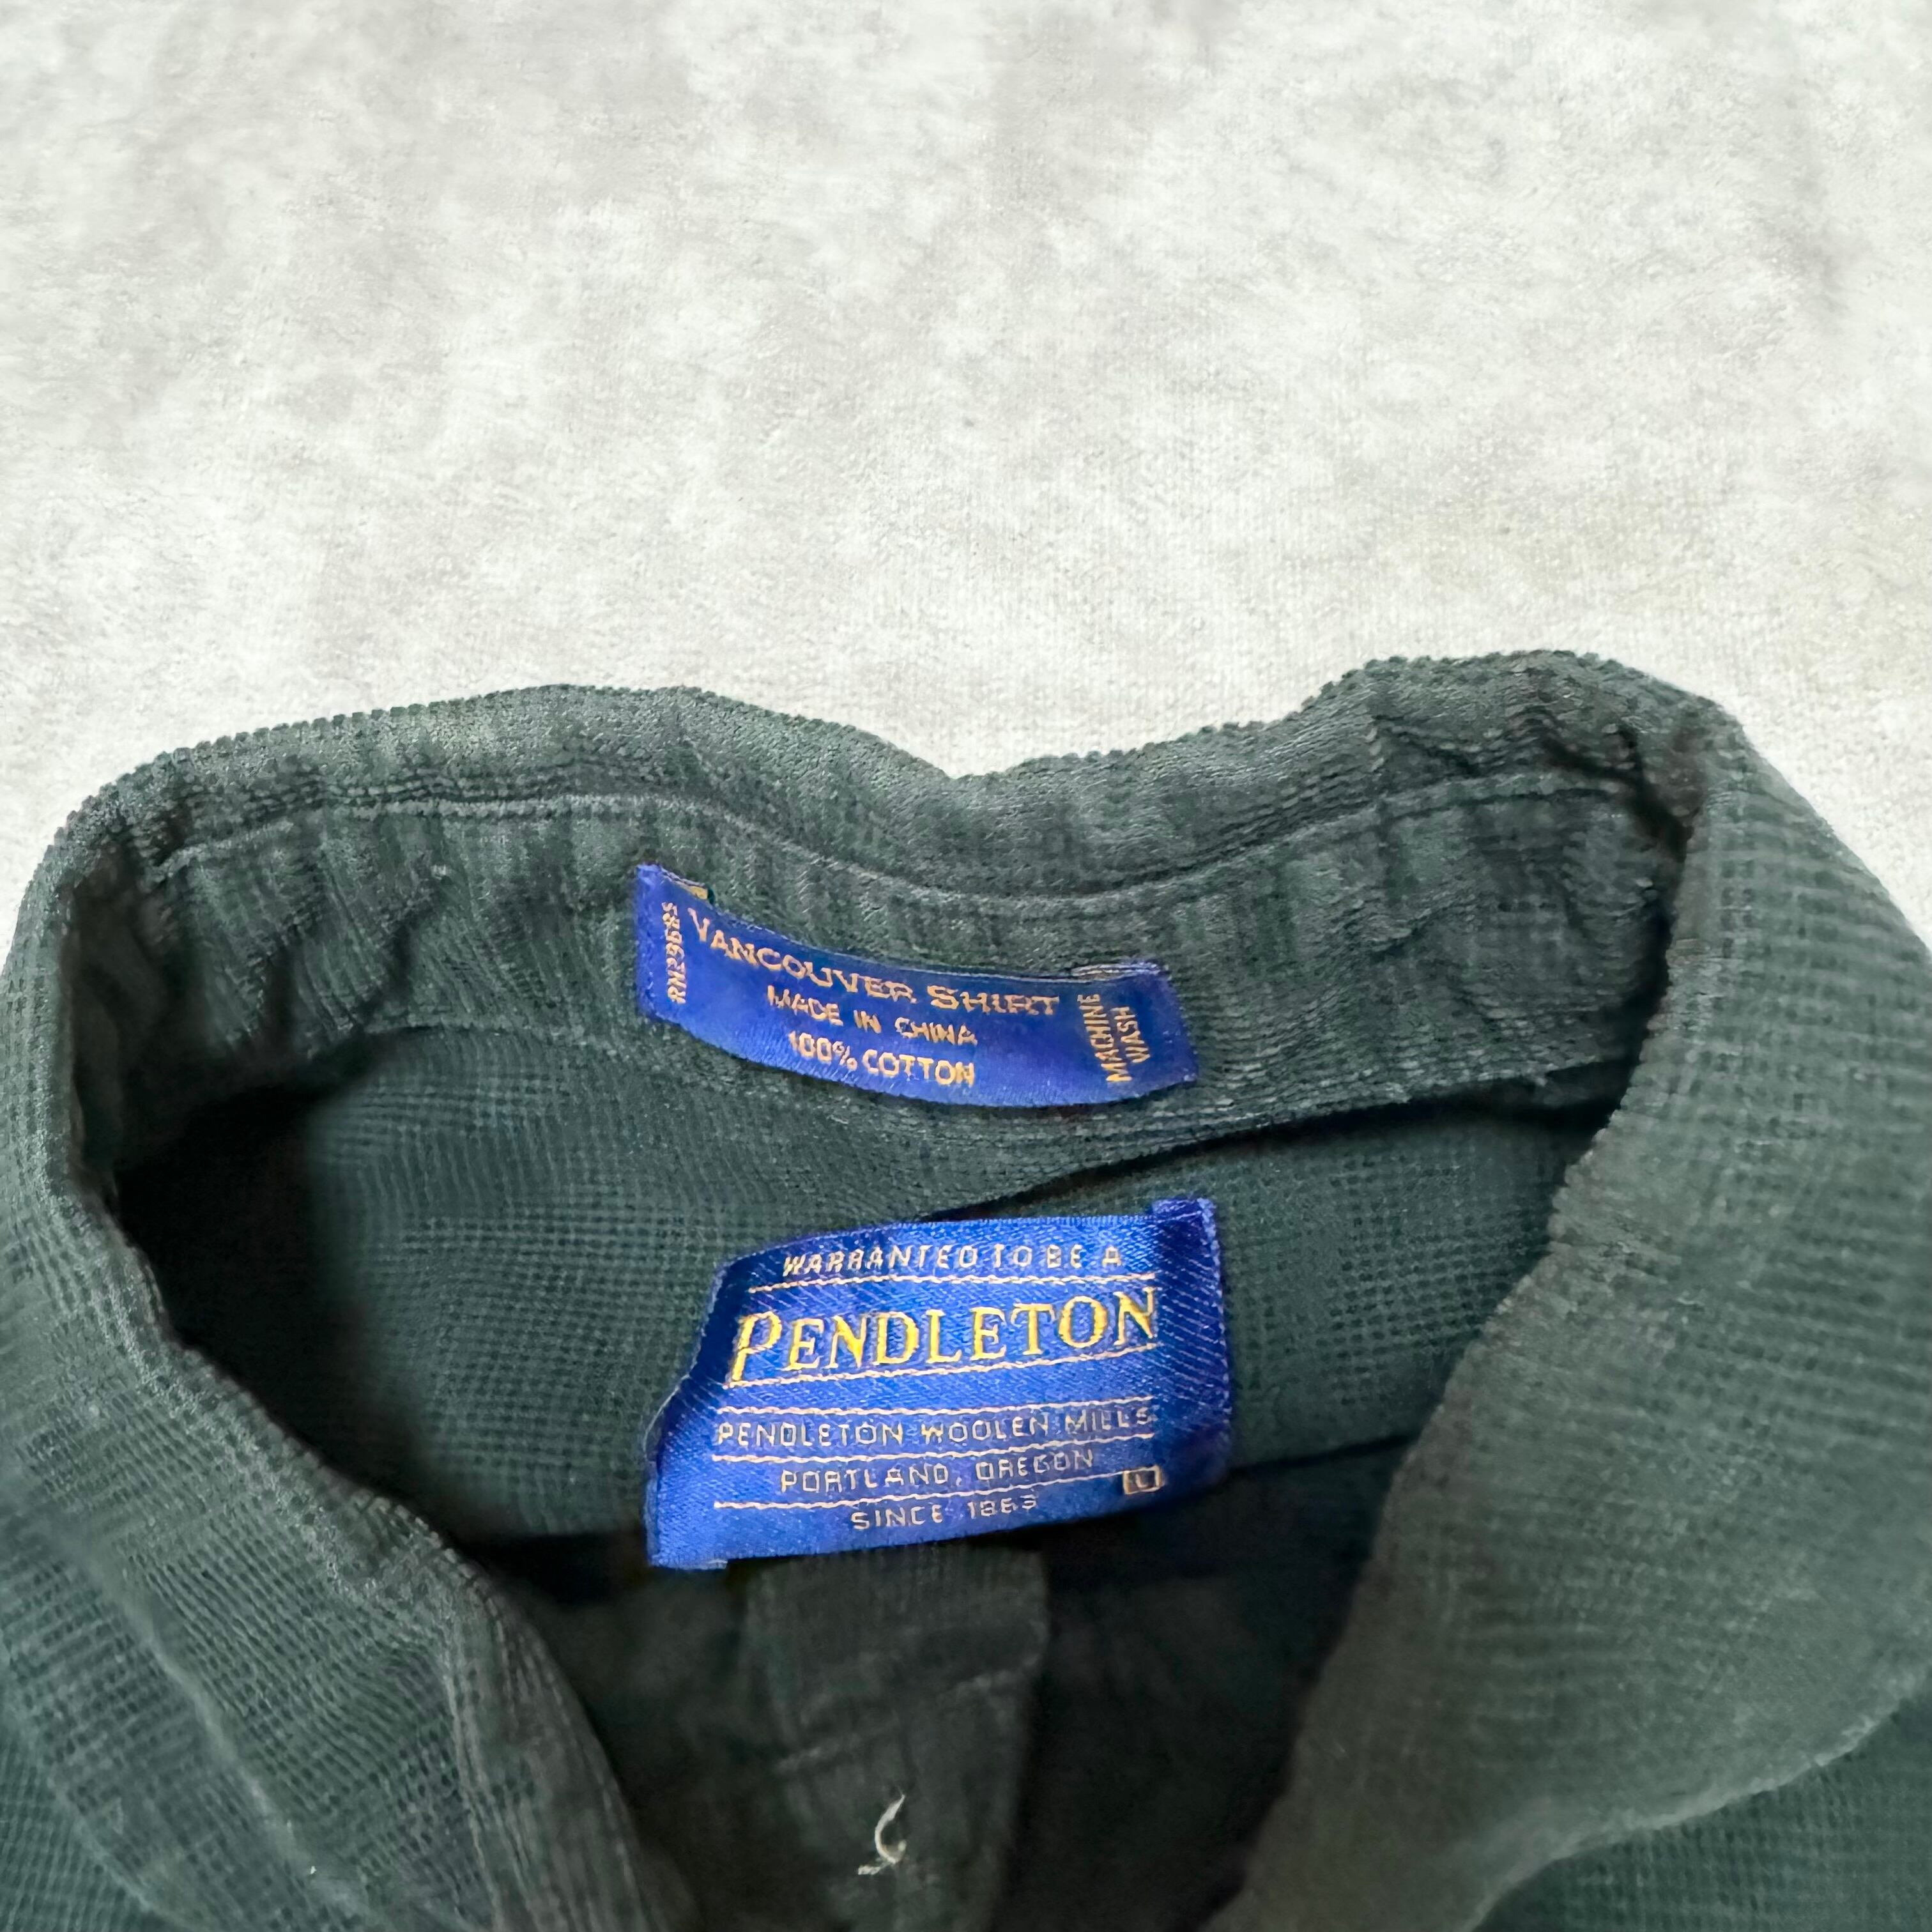 RN29685
VANCOUVER SHIRT
MADE IN CHINA
100% COTTON
MACHINE
WASH
WARRANTED TO BE A
PENDLETON
PENDLETON WOOLEN MILLS
PORTLAND, OREGON
L
SINCE 1863